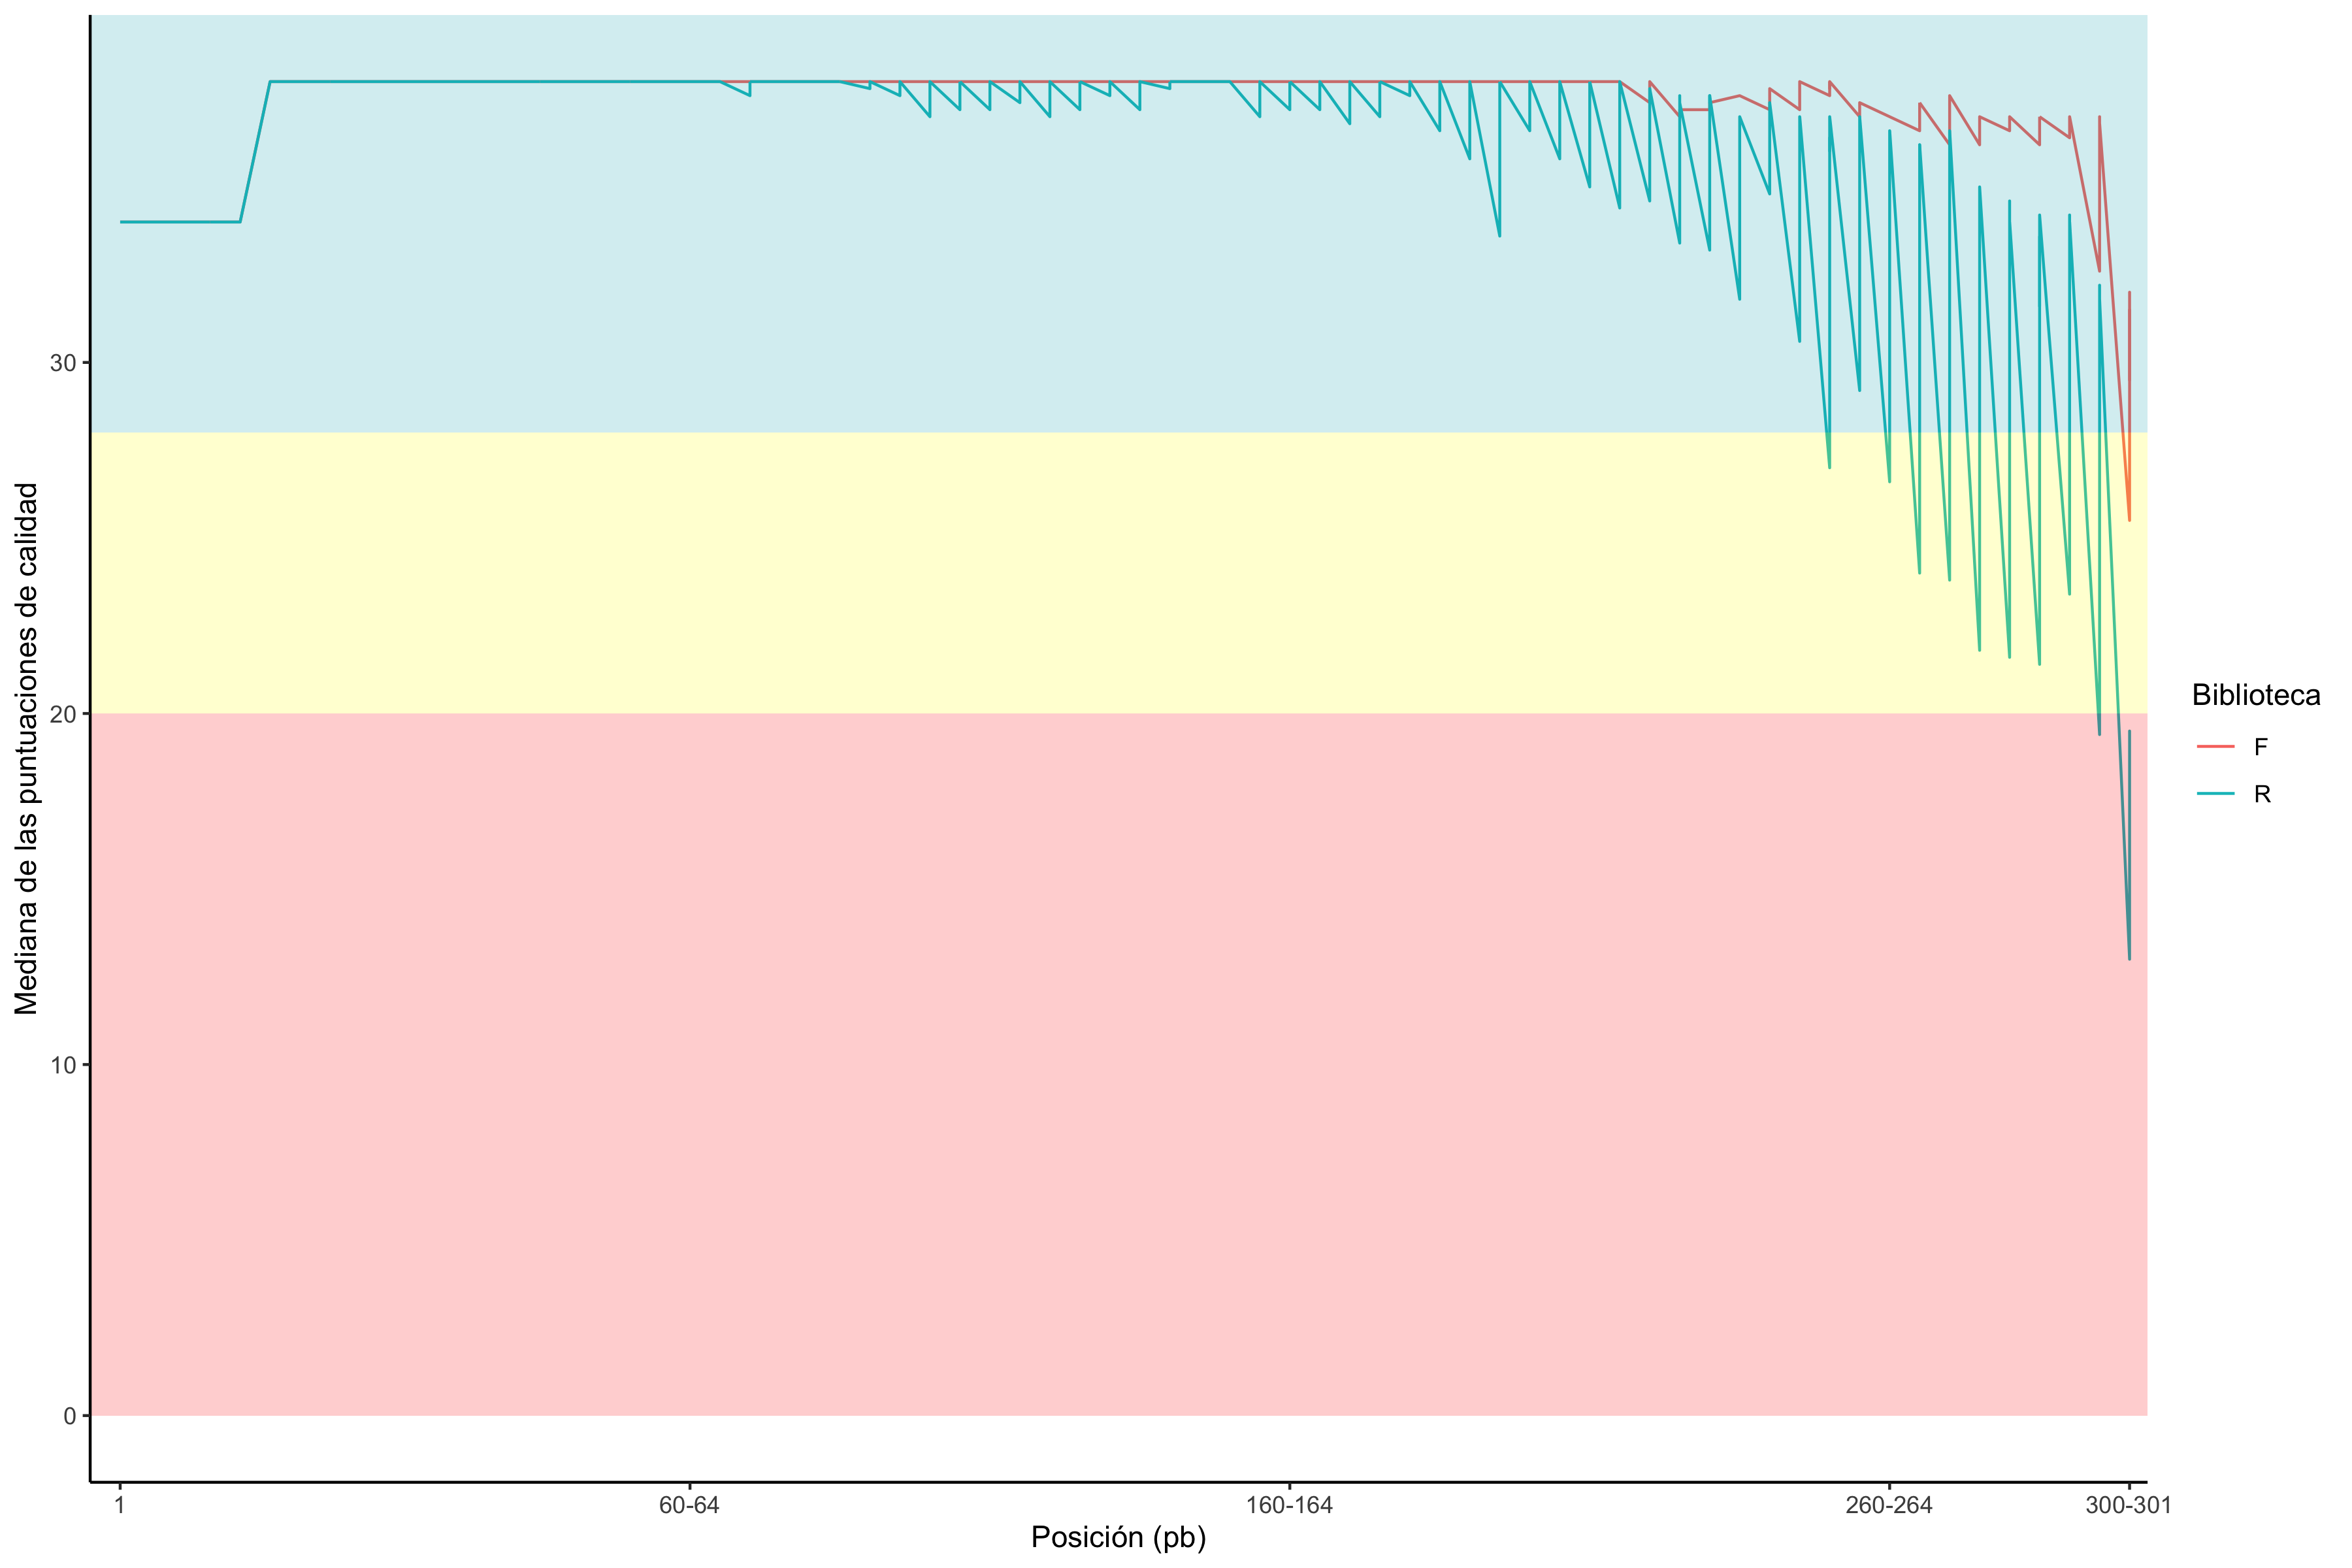 Mediana de las puntuaciones de calidad
30
20
10
0
1
60-64
160-164
260-264
300-301
Posición (pb)
Biblioteca
F
R